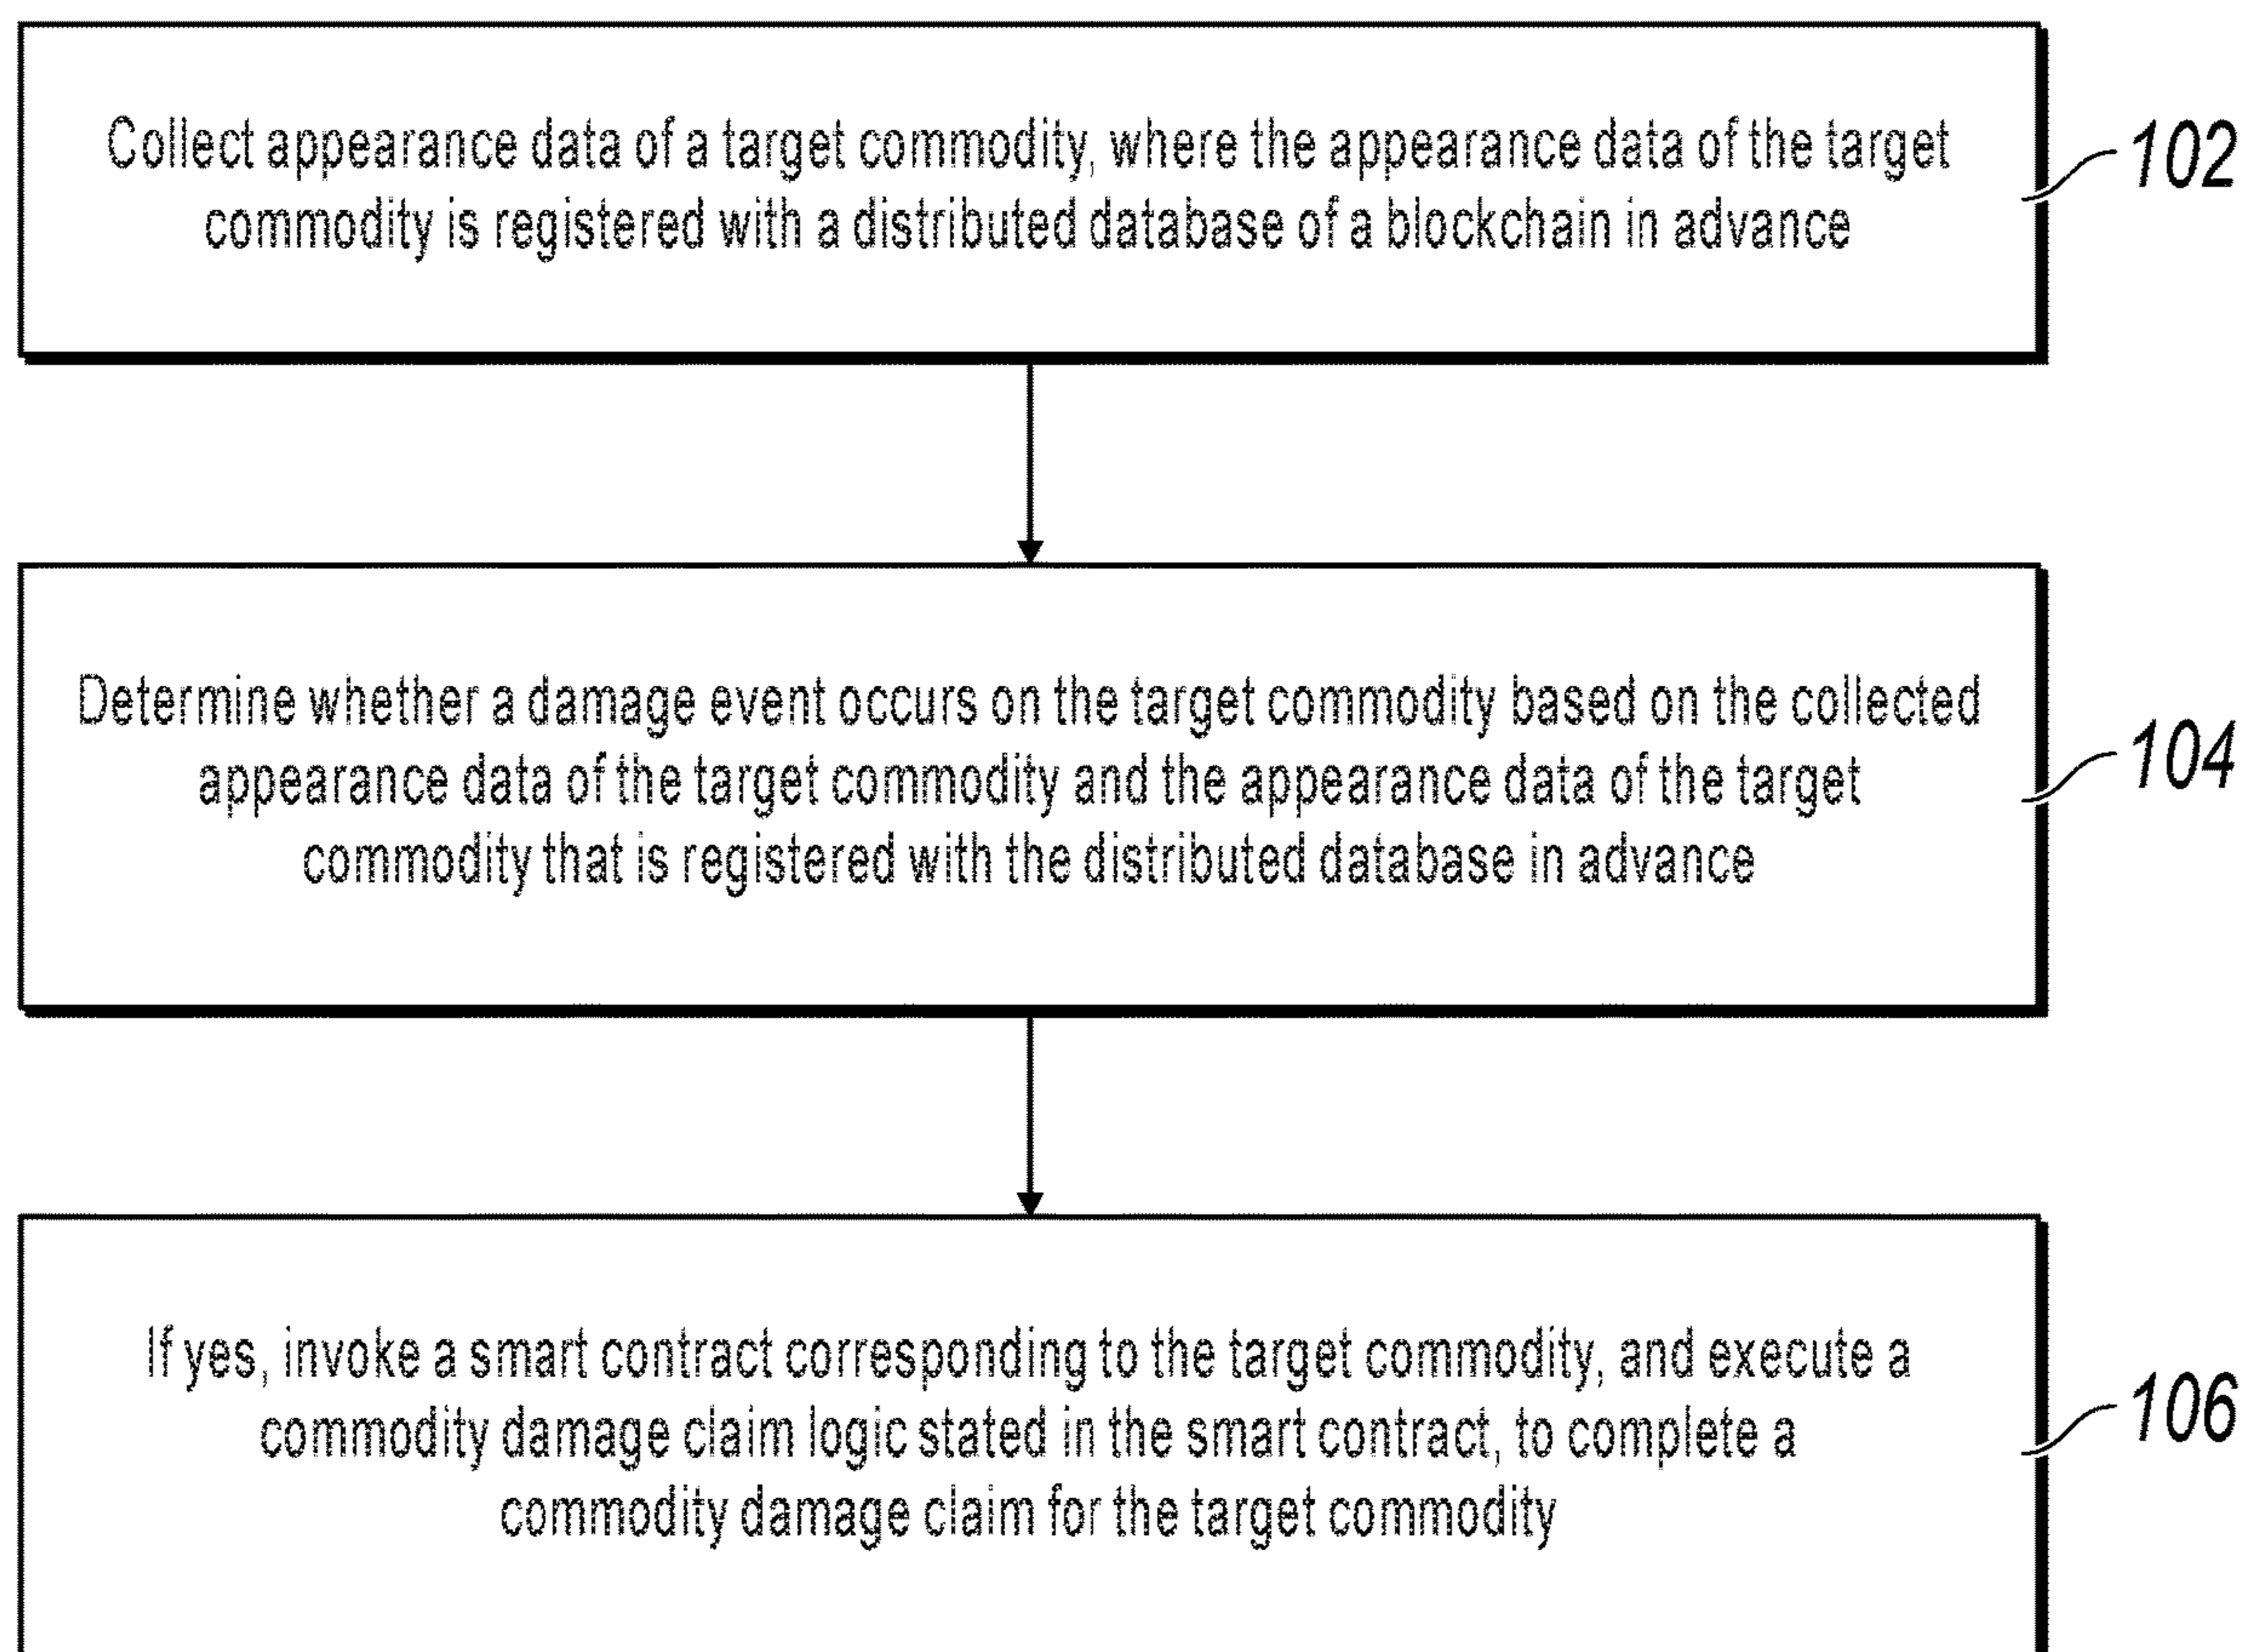 Collect appearance data of a target commodity, where the appearance data of the target
commodity is registered with a distributed database of a blockchain in advance
102
Determine whether a damage event occurs on the target commodity based on the collected
appearance data of the target commodity and the appearance data of the target
commodity that is registered with the distributed database in advance
104
If yes, invoke a smart contract corresponding to the target commodity, and execute a
commodity damage claim logic stated in the smart contract, to complete a
commodity damage claim for the target commodity
106